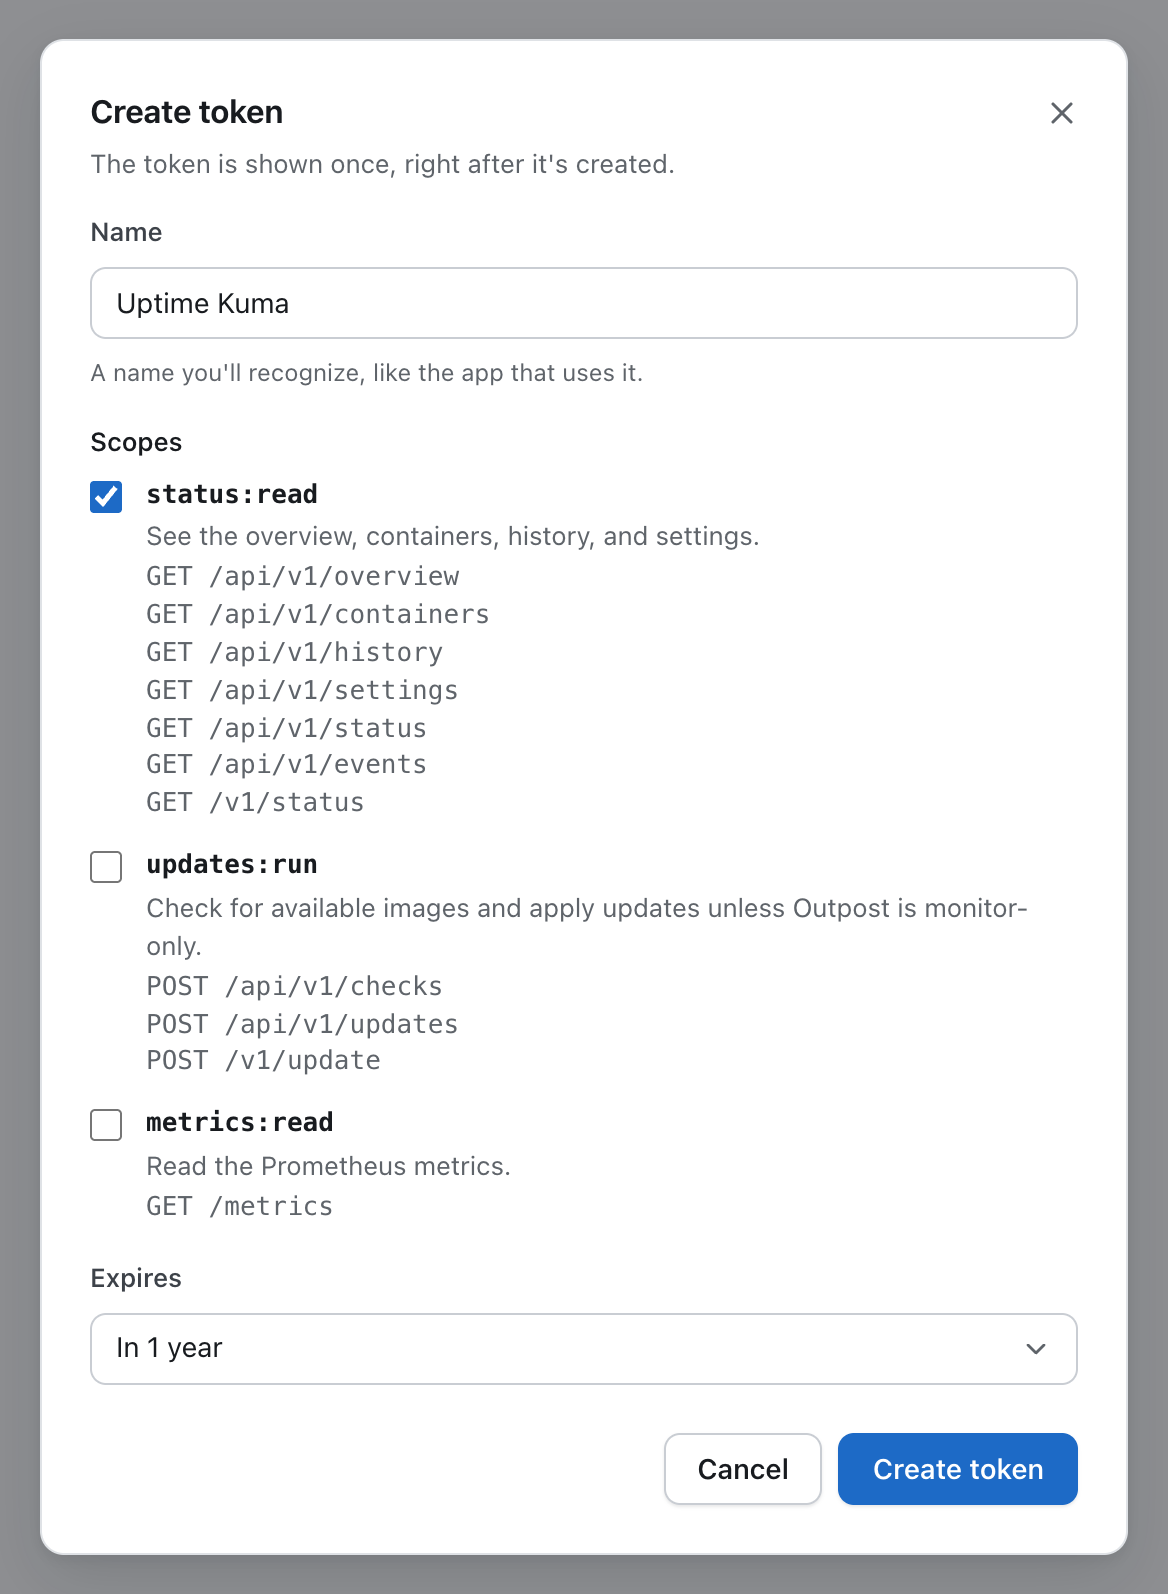 Create token
The token is shown once, right after it's created.
Name
Uptime Kuma
A name you'll recognize, like the app that uses it.
Scopes
status:read
See the overview, containers, history, and settings.
GET /api/v1/overview
GET /api/v1/containers
GET /api/v1/history
GET /api/v1/settings
GET /api/v1/status
GET /api/v1/events
GET /v1/status
updates:run
Check for available images and apply updates unless Outpost is monitor-
only.
POST /api/v1/checks
POST /api/v1/updates
POST /v1/update
metrics:read
Read the Prometheus metrics.
GET /metrics
Expires
In 1 year
Cancel
Create token